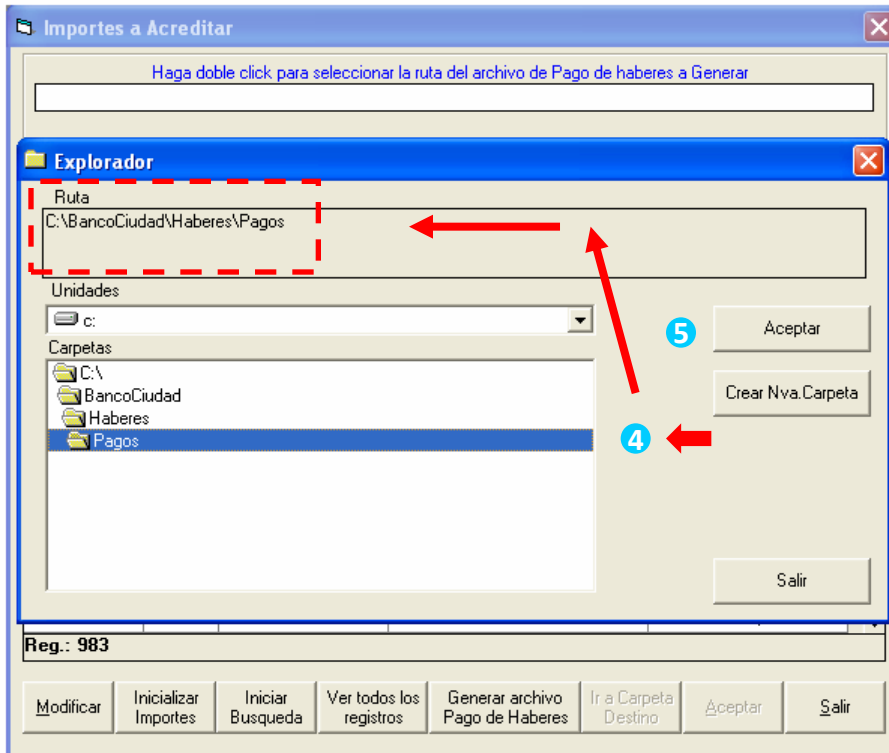 Importes a Acreditar
Haga doble click para seleccionar la ruta del archivo de Pago de haberes a Generar
Explorador
Ruta
C:\BancoCiudad\Haberes\Pagos
Unidades
c:
5
Aceptar
Carpetas
C:\
BancoCiudad
Crear Nva.Carpeta
Haberes
Pagos
4
Salir
Reg.: 983
Modificar
Inicializar
Importes
Iniciar
Busqueda
Ver todos los
registros
Generar archivo
Pago de Haberes
Ir a Carpeta
Destino
Aceptar
Salir